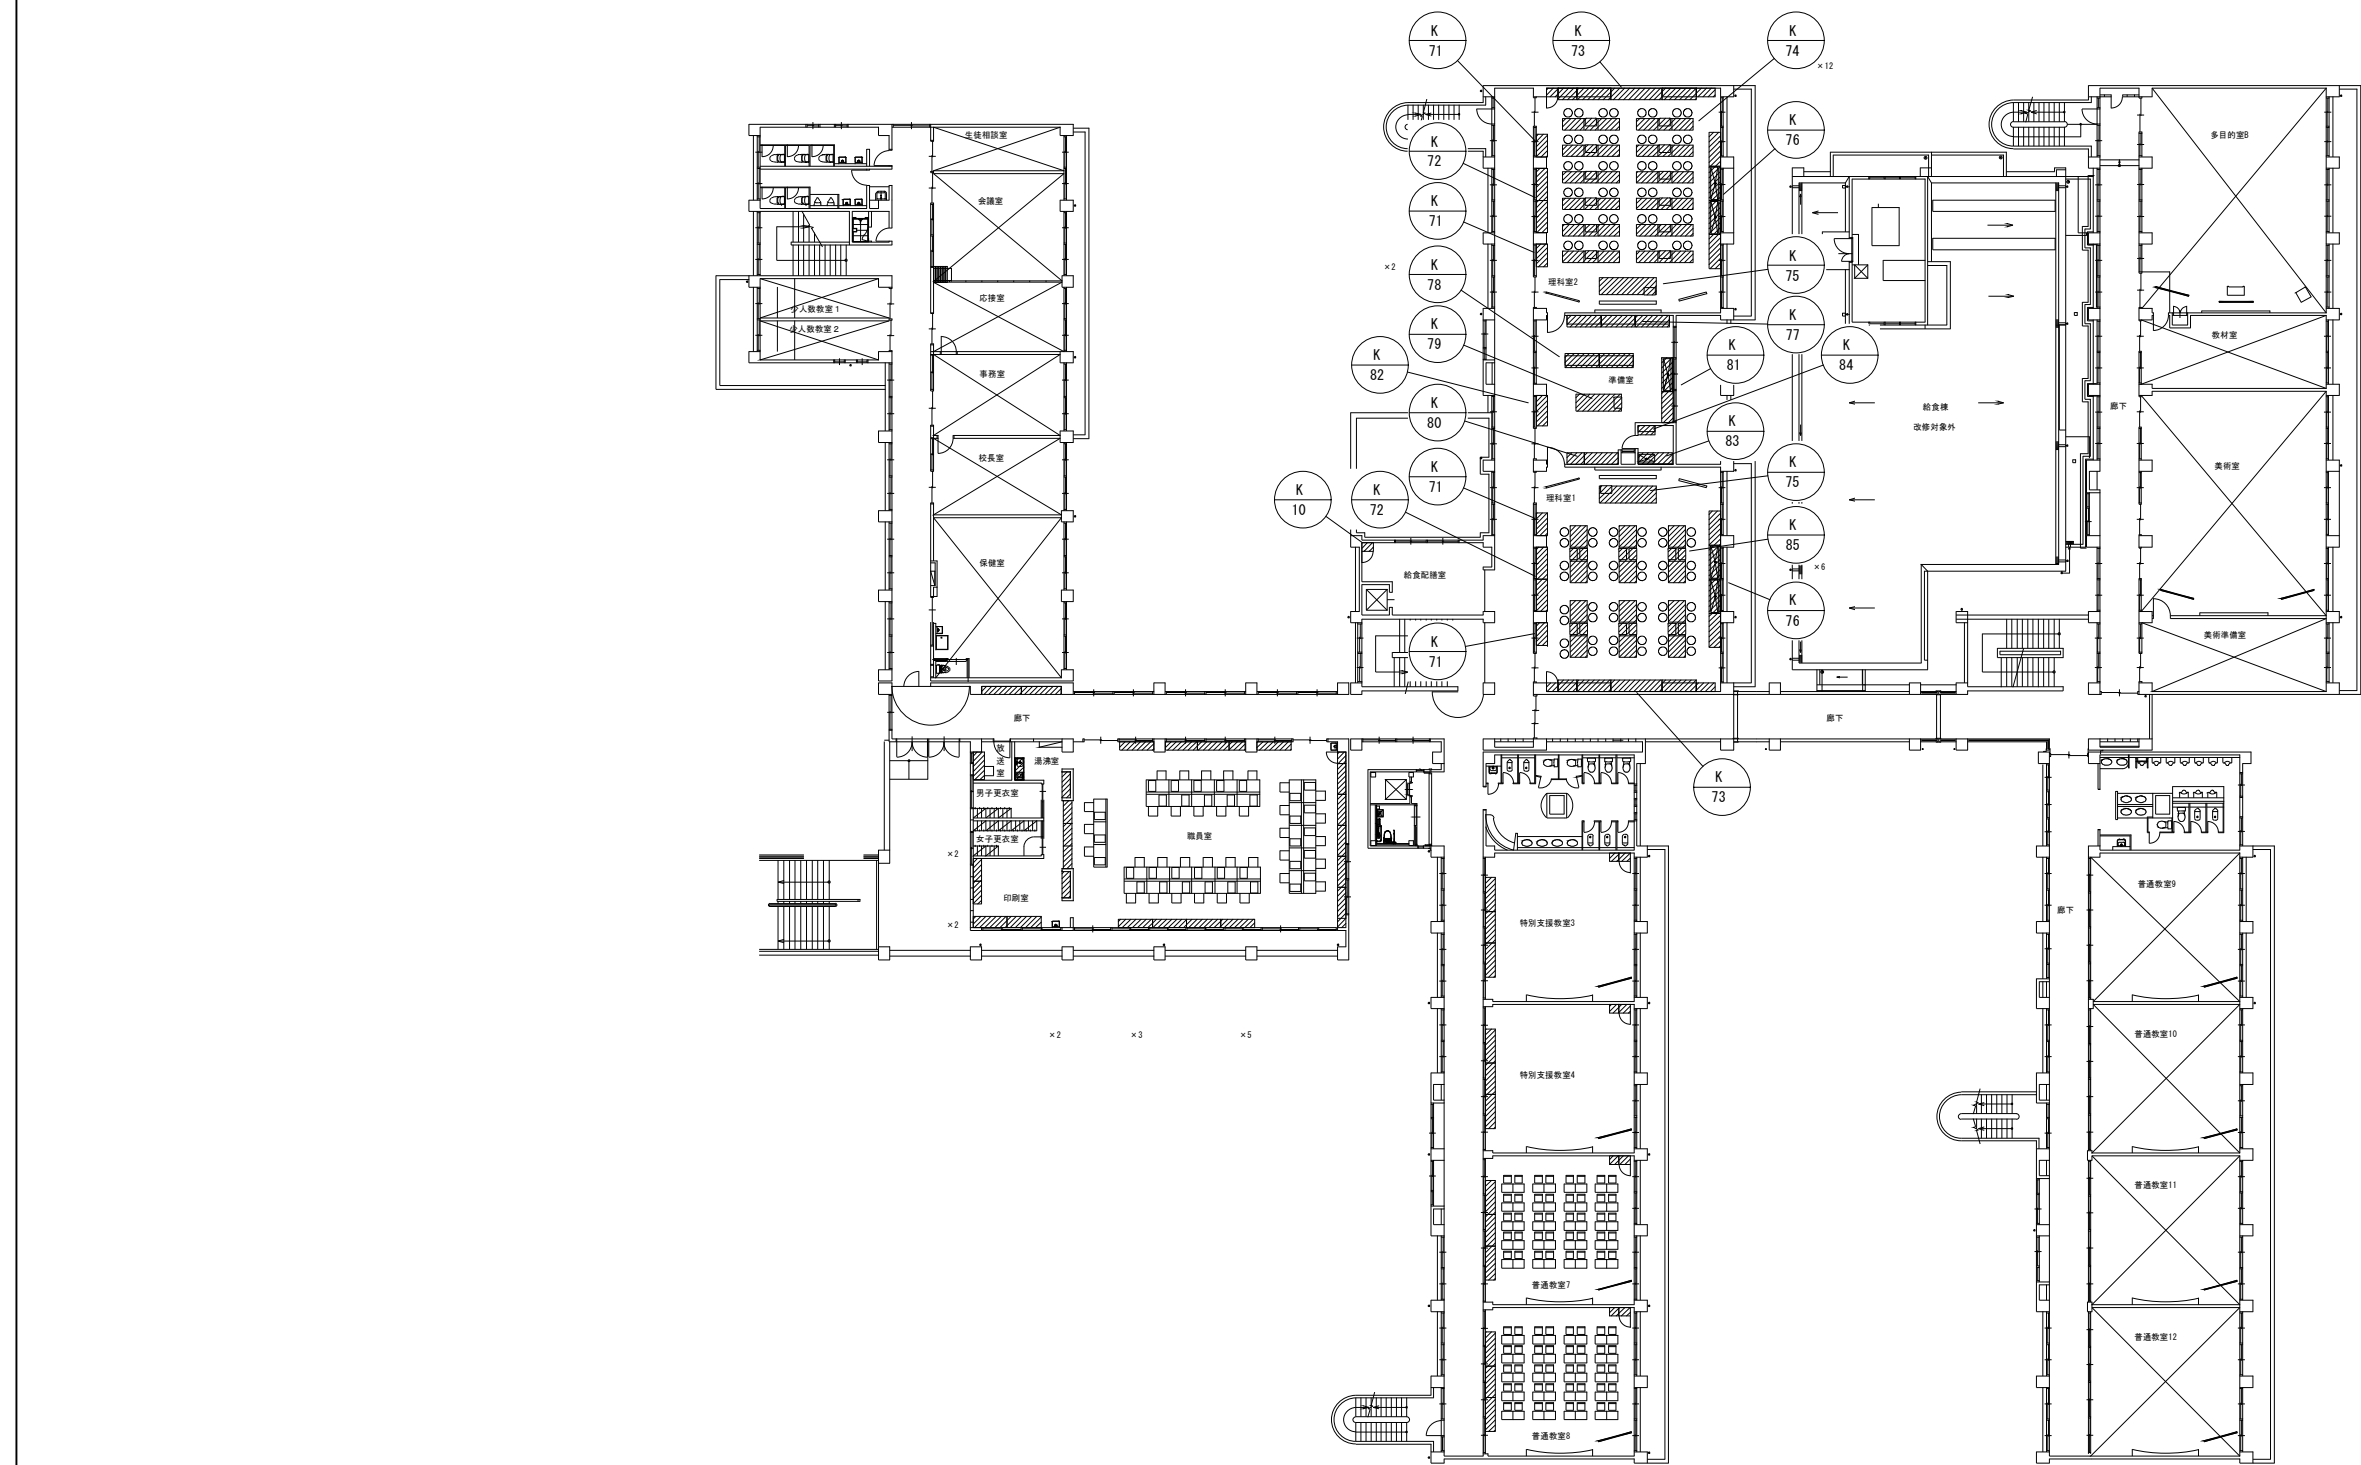 K
71
K
73
K
74
×12
K
76
K
72
生徒相談室
多目的室B
会議室
K
71
K
75
×2
K
78
理科室2
応接室
少人数教室1
少人数教室2
K
77
K
79
K
81
K
84
教材室
K
82
準備室
事務室
K
80
K
83
給食棟
改修対象外
廊下
校長室
K
71
K
75
美術室
K
10
K
72
理科室1
K
85
保健室
給食配膳室
×6
K
76
K
71
美術準備室
廊下
廊下
放
送
室
湯沸室
K
73
男子更衣室
職員室
女子更衣室
×2
印刷室
×2
特別支援教室3
普通教室9
廊下
×2
×3
×5
特別支援教室4
普通教室10
普通教室11
普通教室7
普通教室12
普通教室8